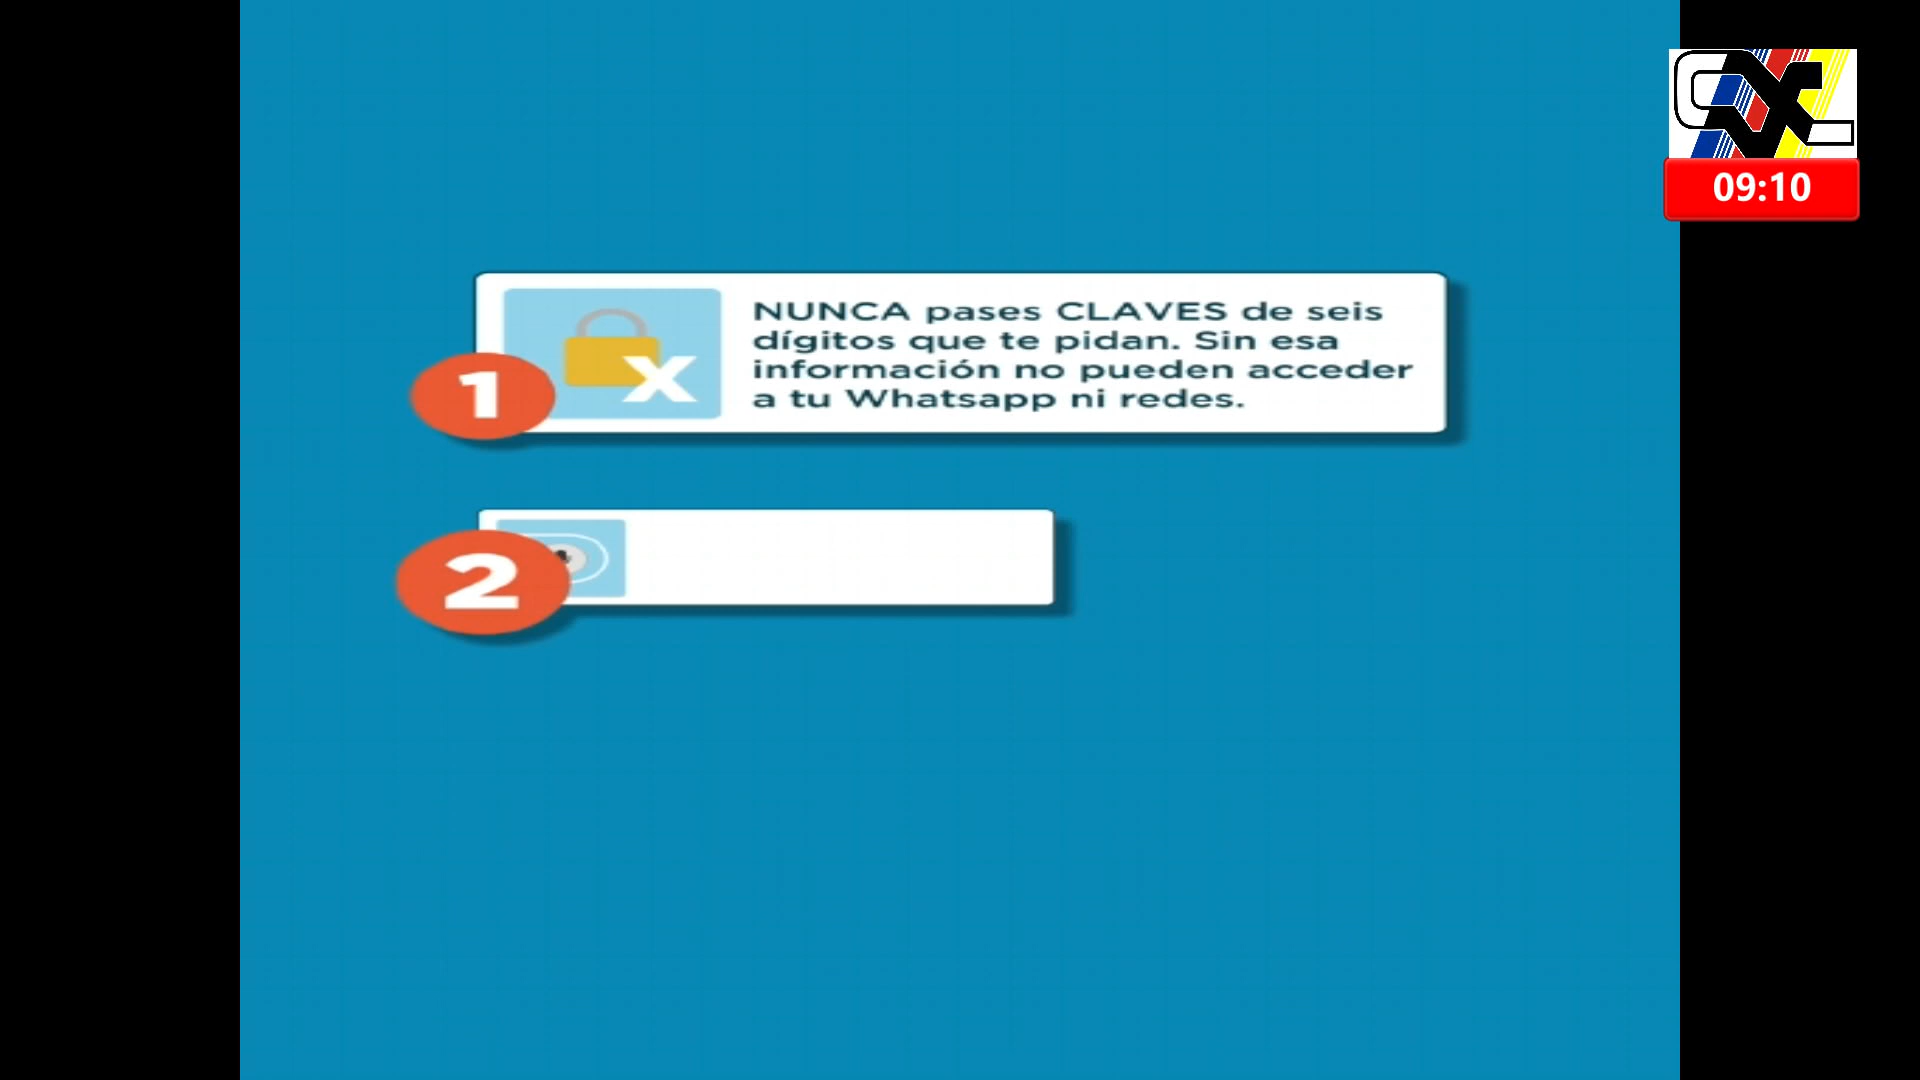 09:10
NUNCA pases CLAVES de seis
dígitos que te pidan. Sin esa
información no pueden acceder
a tu Whatsapp ni redes.
1
2